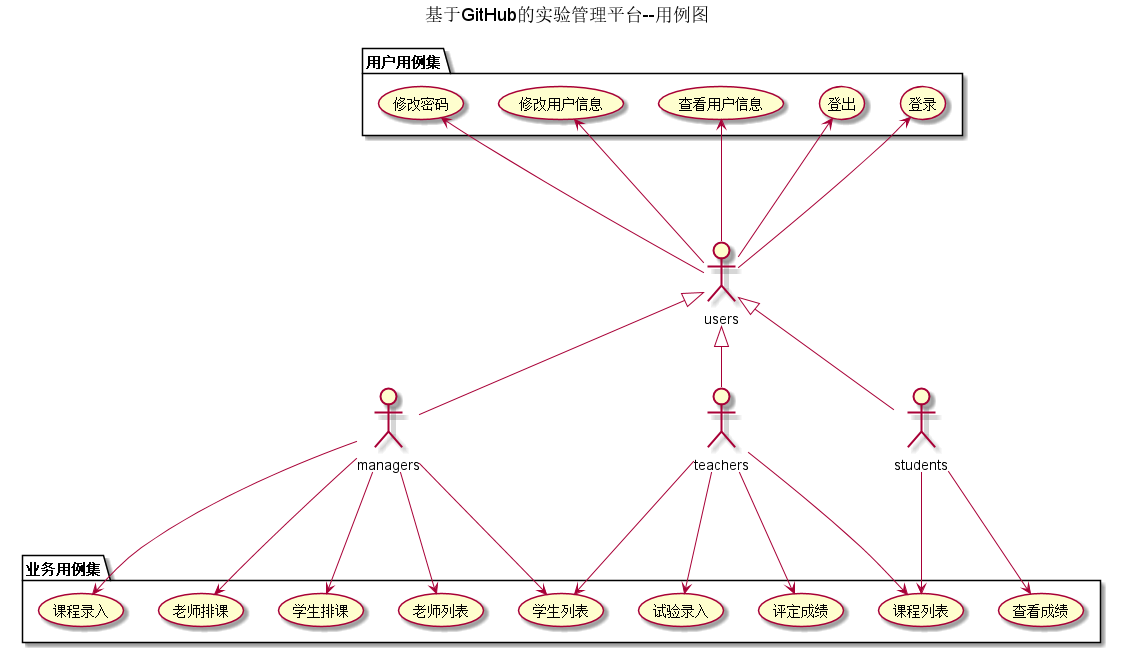 基于GitHub的实验管理平台--用例图
用户用例集
修改密码
修改用户信息
查看用户信息
登出
登录
users
managers
teachers
students
业务用例集
课程录入
老师排课
学生排课
老师列表
学生列表
试验录入
评定成绩
课程列表
查看成绩